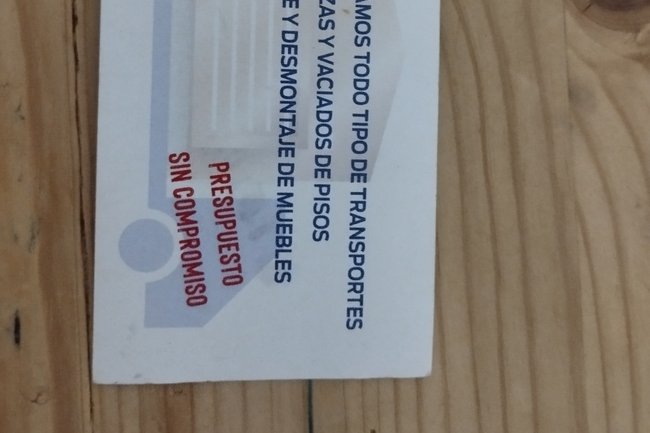 AMOS TODO TIPO DE TRANSPORTES
ZAS Y VACIADOS DE PISOS
E Y DESMONTAJE DE MUEBLES
PRESUPUESTO
SIN COMPROMISO